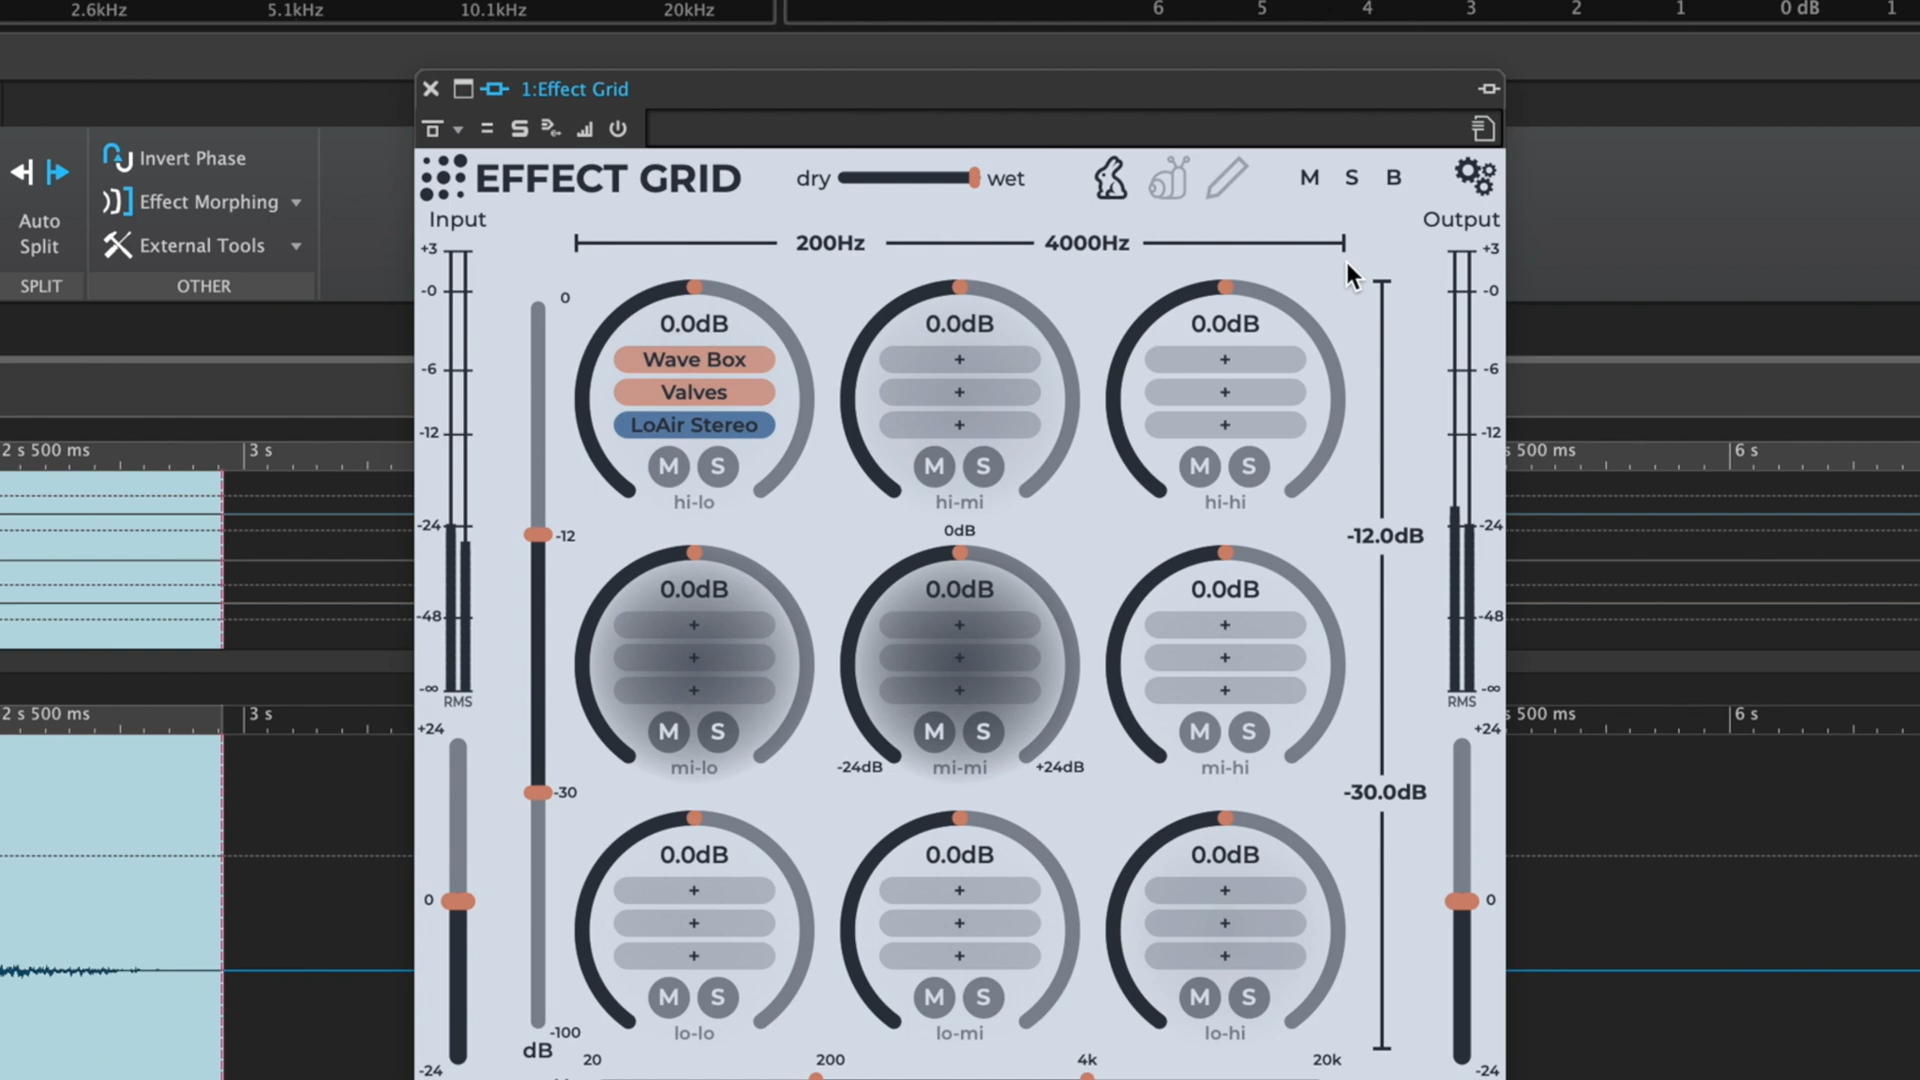 2.6kHz 5.1kHz 10.1kHz 20kHz 6 5 4 3 2 1 0 dB 1
1:Effect Grid
S
Invert Phase
Effect Morphing
External Tools
Auto
Split
SPLIT OTHER
EFFECT GRID dry wet M S B
Input Output
200Hz 4000Hz
+3 +3
-0 -0
0
0.0dB 0.0dB 0.0dB
Wave Box + +
Valves + +
LoAir Stereo + +
-6 -6
-12 -12
M S M S M S
hi-lo hi-mi hi-hi
2 s 500 ms 3 s s 500 ms 6 s
-24 -24
0dB
-12 -12.0dB
0.0dB 0.0dB 0.0dB
+ + +
+ + +
+ + +
-48 -48
-∞ -∞
RMS RMS
M S M S M S
mi-lo -24dB mi-mi +24dB mi-hi
2 s 500 ms 3 s s 500 ms 6 s
+24 +24
-30 -30.0dB
0.0dB 0.0dB 0.0dB
+ + +
+ + +
+ + +
0 0
M S M S M S
lo-lo lo-mi lo-hi
-100
dB 20 200 4k 20k
-24 -24